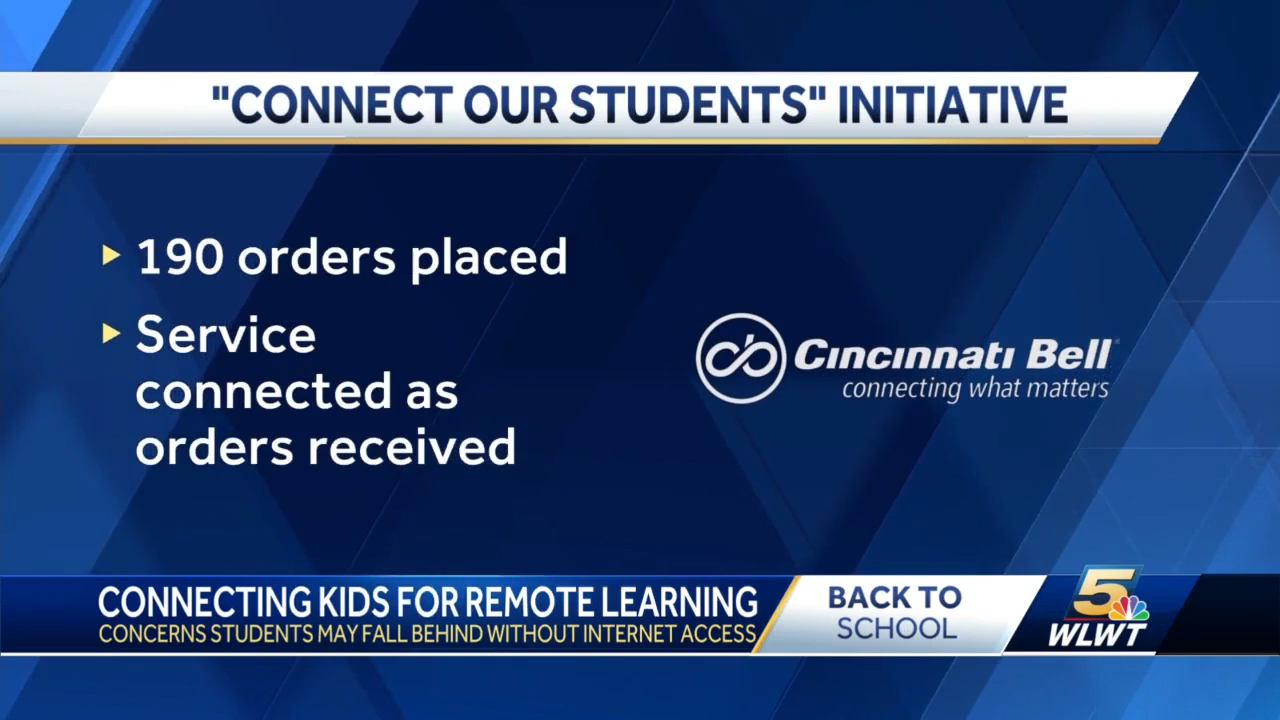 "CONNECT OUR STUDENTS" INITIATIVE
190 orders placed
Service
connected as
orders received
Cincinnati Bell
connecting what matters
CONNECTING KIDS FOR REMOTE LEARNING
CONCERNS STUDENTS MAY FALL BEHIND WITHOUT INTERNET ACCESS
BACK TO
SCHOOL
5
WLWT